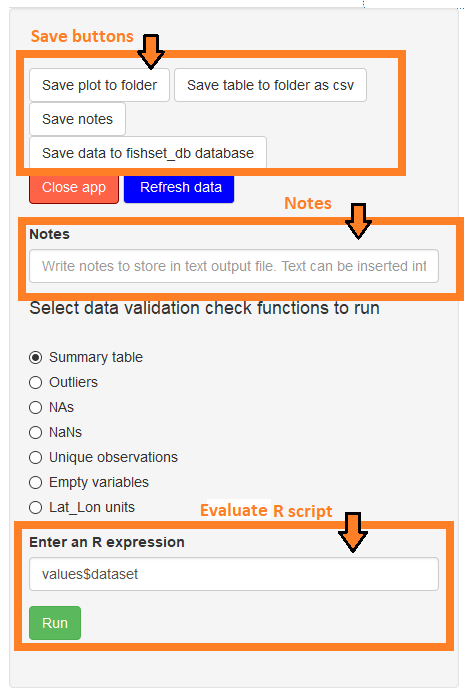 Save buttons
Save plot to folder Save table to folder as csv
Save notes
Save data to fishset_db database
Close app Refresh data
Notes
Notes
Write notes to store in text output file. Text can be inserted int
Select data validation check functions to run
Summary table
Outliers
NAs
NaNs
Unique observations
Empty variables
Lat_Lon units
Evaluate R script
Enter an R expression
values$dataset
Run